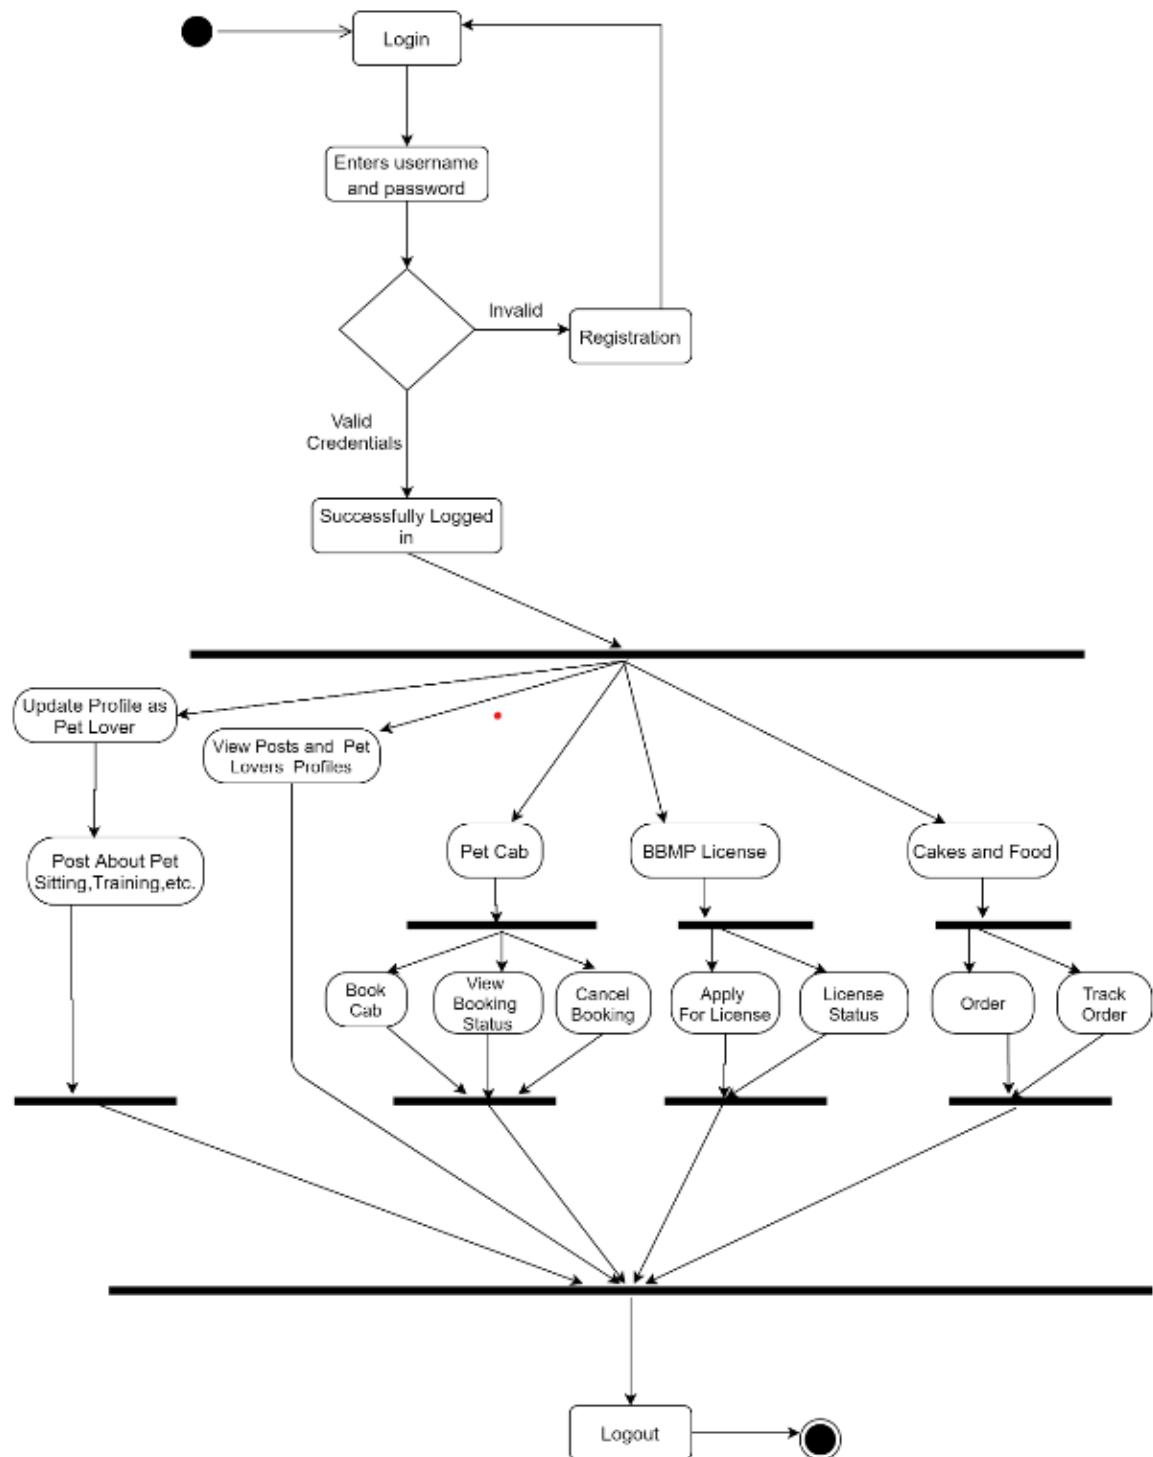 Login
Enters username
and password
Invalid
Registration
Valid
Credentials
Successfully Logged
in
Update Profile as
Pet Lover
View Posts and Pet
Lovers Profiles
Post About Pet
Sitting,Training,etc.
Pet Cab
BBMP License
Cakes and Food
Book
Cab
View
Booking
Status
Cancel
Booking
Apply
For License
License
Status
Order
Track
Order
Logout